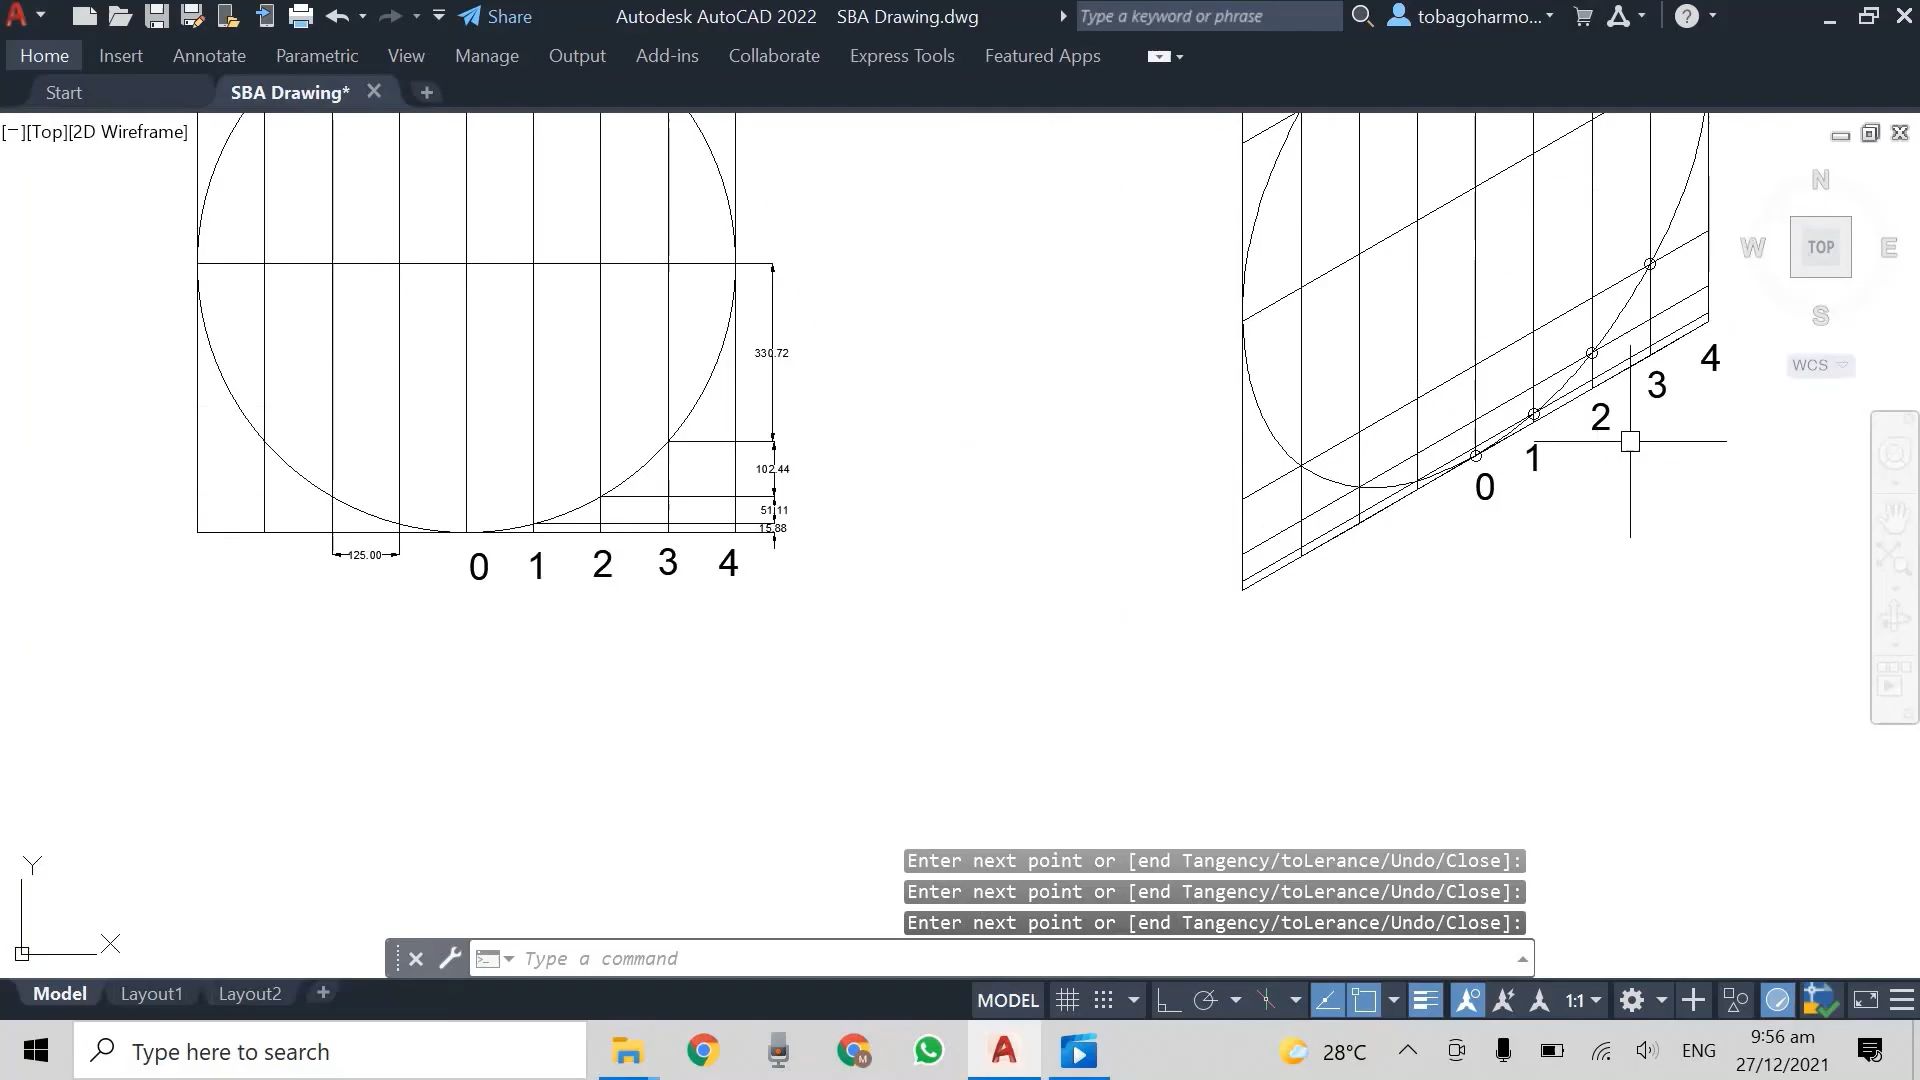 Share
Autodesk AutoCAD 2022 SBA Drawing.dwg
Type a keyword or phrase
tobagoharmo...
Home Insert Annotate Parametric View Manage Output Add-ins Collaborate Express Tools Featured Apps
Start
SBA Drawing*
[−][Top][2D Wireframe]
N
W
TOP
E
S
WCS
330.72
102.44
51.11
15.88
125.00
0 1 2 3 4
4
3
2
1
0
Y
X
Enter next point or [end Tangency/toLerance/Undo/Close]:
Enter next point or [end Tangency/toLerance/Undo/Close]:
Enter next point or [end Tangency/toLerance/Undo/Close]:
Type a command
Model Layout1 Layout2
MODEL
1:1
Type here to search
28°C
ENG
9:56 am
27/12/2021